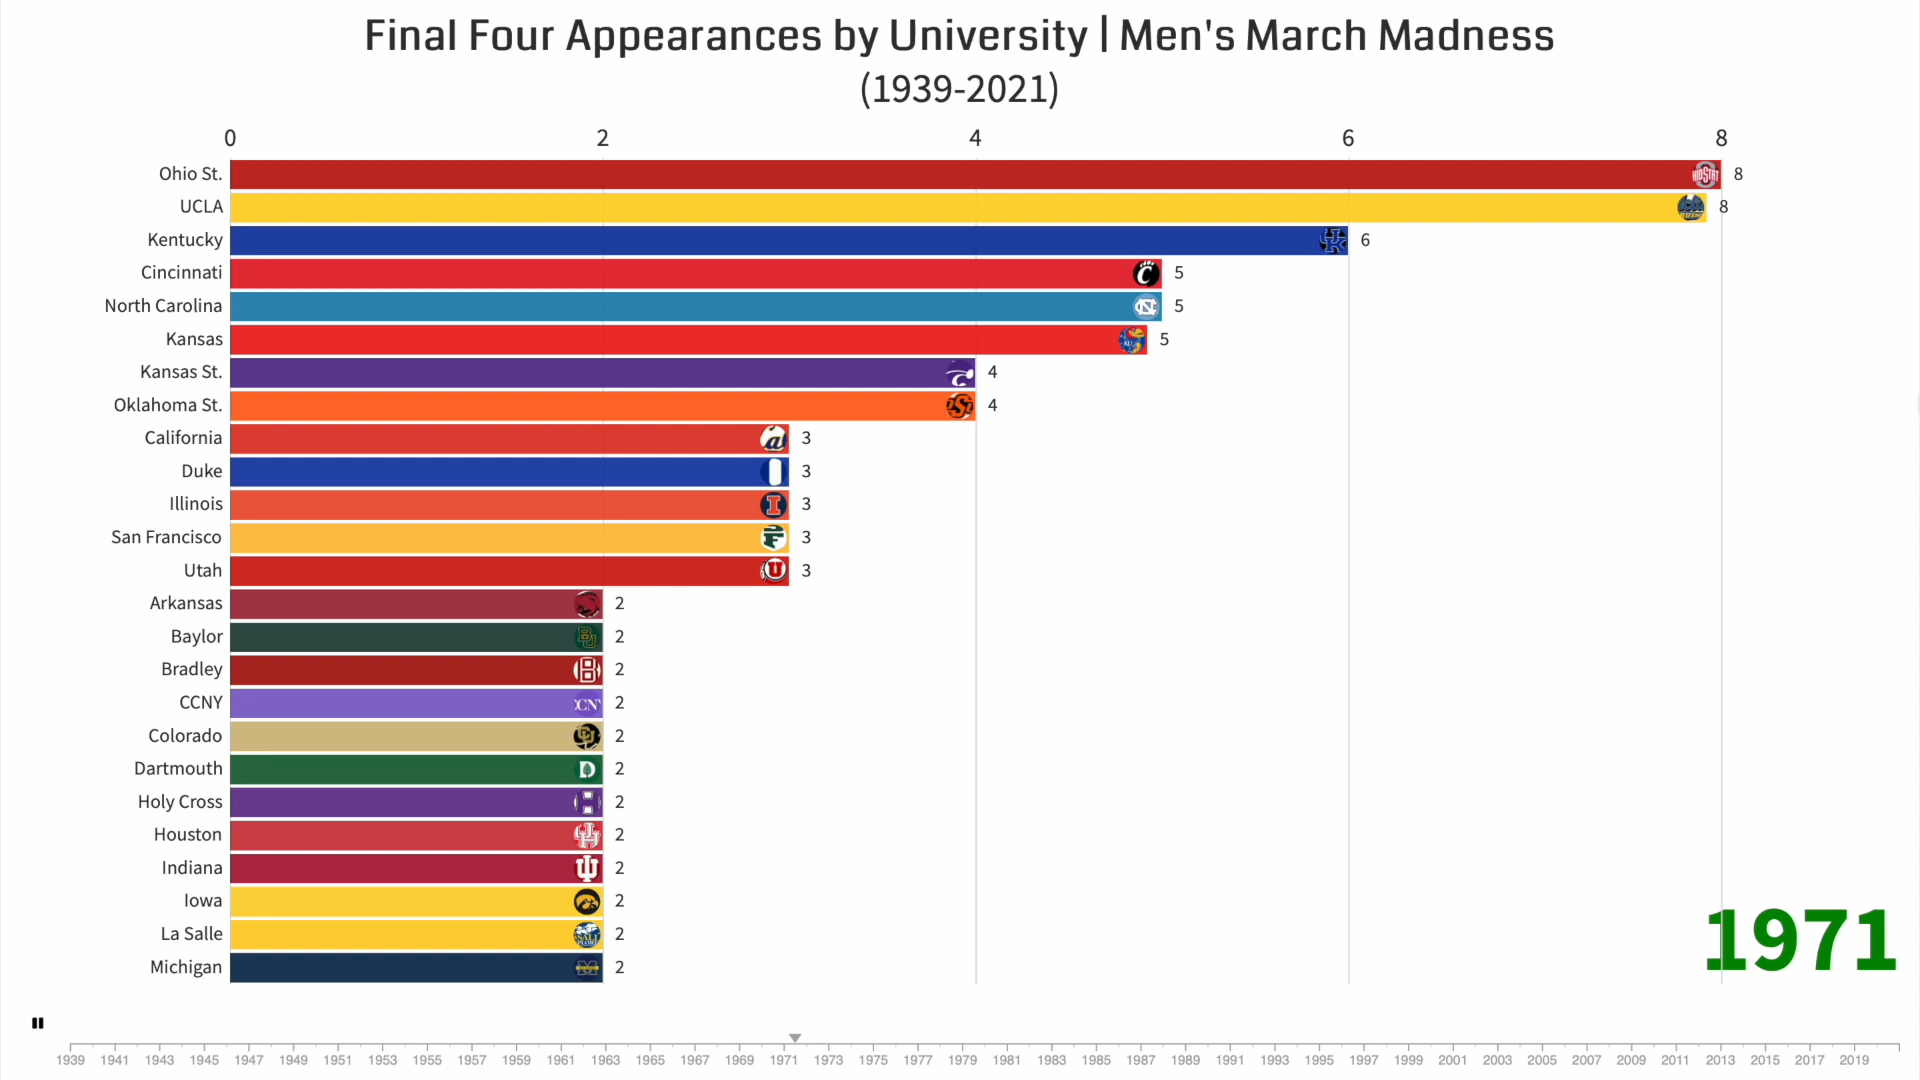 Final Four Appearances by University | Men's March Madness
(1939-2021)
0 2 4 6 8
Ohio St. 8
UCLA 8
Kentucky 6
Cincinnati 5
North Carolina 5
Kansas 5
Kansas St. 4
Oklahoma St. 4
California 3
Duke 3
Illinois 3
San Francisco 3
Utah 3
Arkansas 2
Baylor 2
Bradley 2
CCNY 2
Colorado 2
Dartmouth 2
Holy Cross 2
Houston 2
Indiana 2
Iowa 2
La Salle 2
Michigan 2
1971
1939 1941 1943 1945 1947 1949 1951 1953 1955 1957 1959 1961 1963 1965 1967 1969 1971 1973 1975 1977 1979 1981 1983 1985 1987 1989 1991 1993 1995 1997 1999 2001 2003 2005 2007 2009 2011 2013 2015 2017 2019